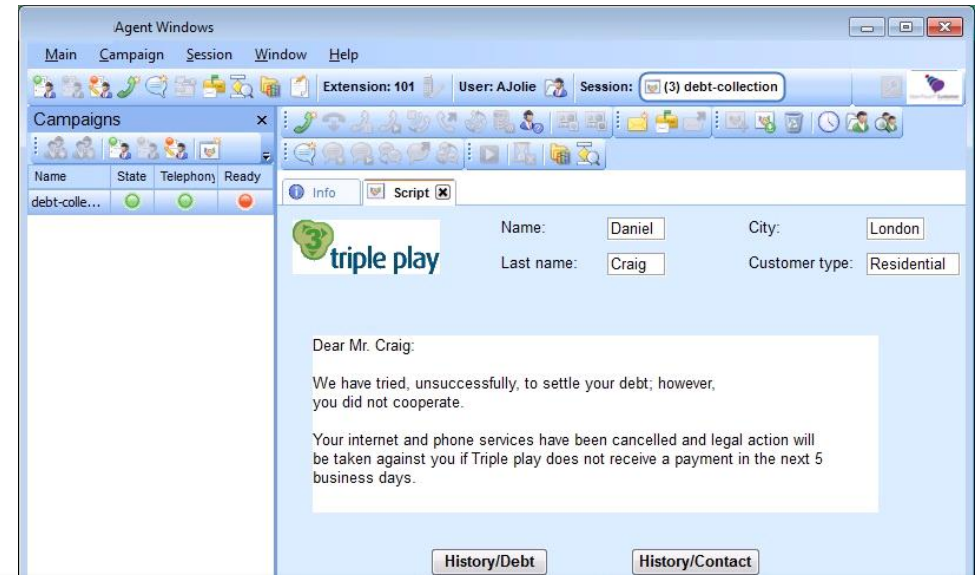 Agent Windows
Main Campaign Session Window Help
Extension: 101 User: AJolie Session: (3) debt-collection
Campaigns
Name State Telephony Ready
debt-colle...
Info Script
3 triple play
Name: Daniel City: London
Last name: Craig Customer type: Residential
Dear Mr. Craig:
We have tried, unsuccessfully, to settle your debt; however,
you did not cooperate.
Your internet and phone services have been cancelled and legal action will
be taken against you if Triple play does not receive a payment in the next 5
business days.
History/Debt History/Contact